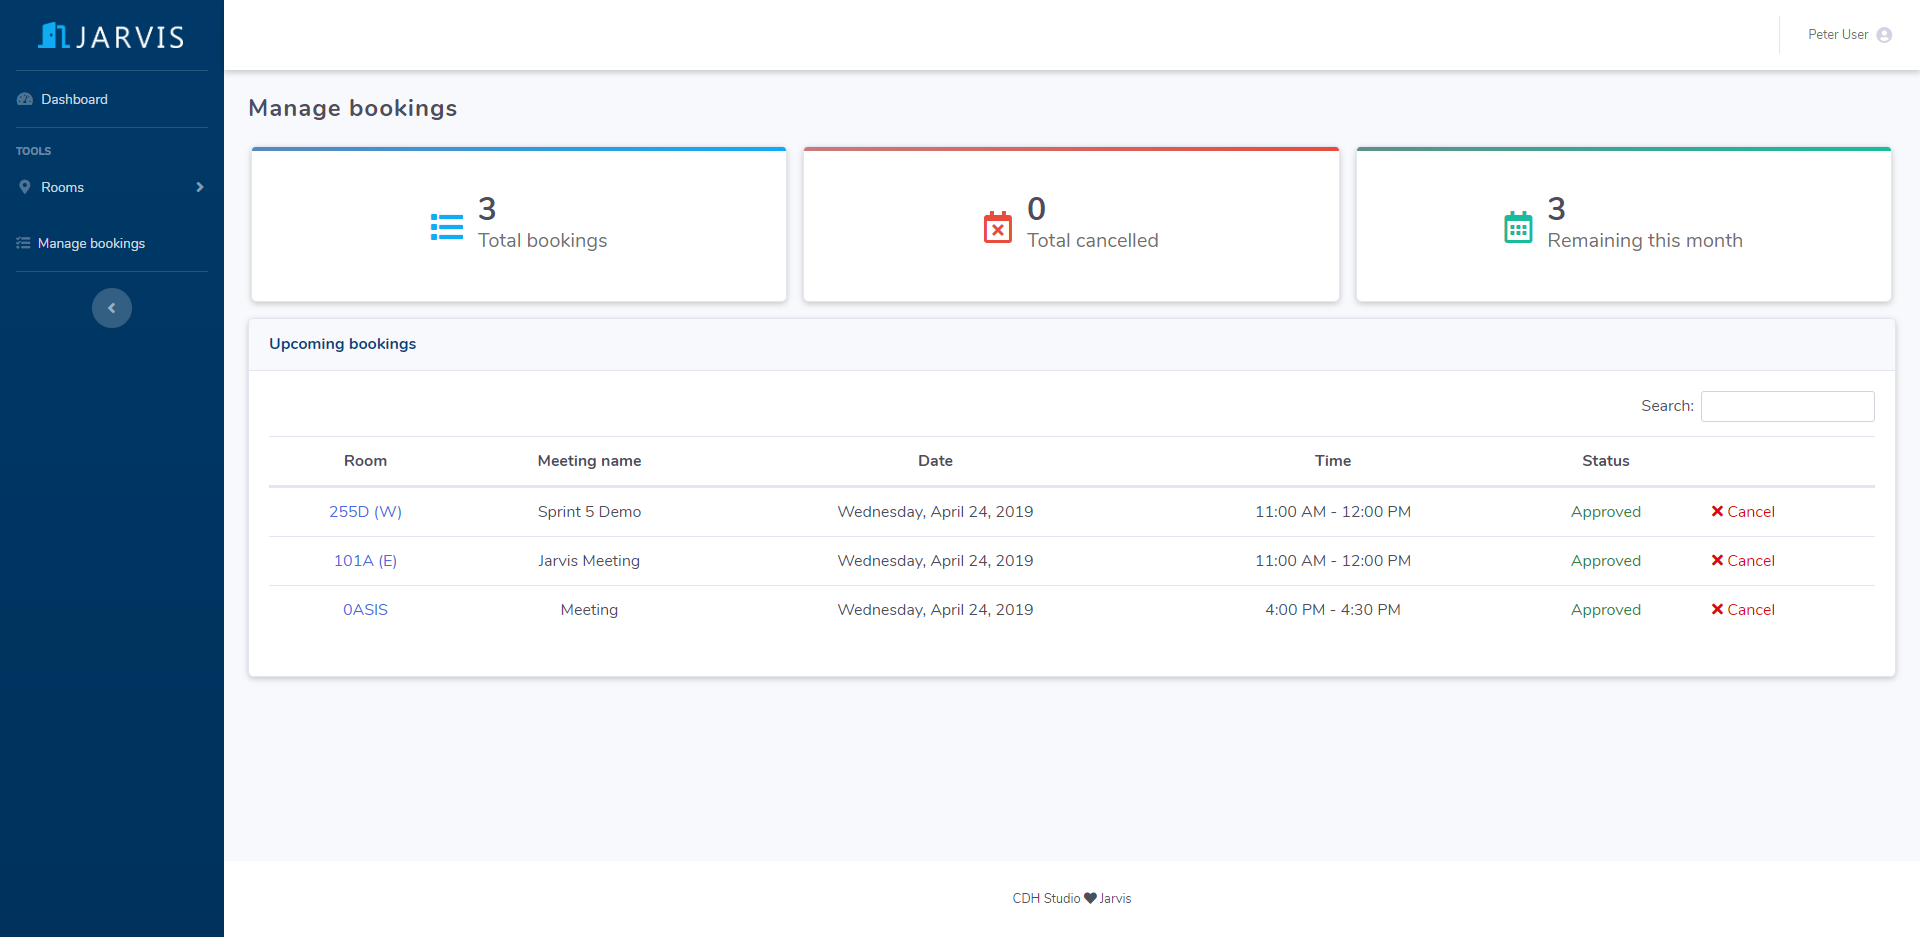 JARVIS
Peter User
Dashboard
TOOLS
Rooms
Manage bookings
Manage bookings
3
Total bookings
0
Total cancelled
3
Remaining this month
Upcoming bookings
Search:
Room Meeting name Date Time Status
255D (W) Sprint 5 Demo Wednesday, April 24, 2019 11:00 AM - 12:00 PM Approved Cancel
101A (E) Jarvis Meeting Wednesday, April 24, 2019 11:00 AM - 12:00 PM Approved Cancel
0ASIS Meeting Wednesday, April 24, 2019 4:00 PM - 4:30 PM Approved Cancel
CDH Studio ♥ Jarvis